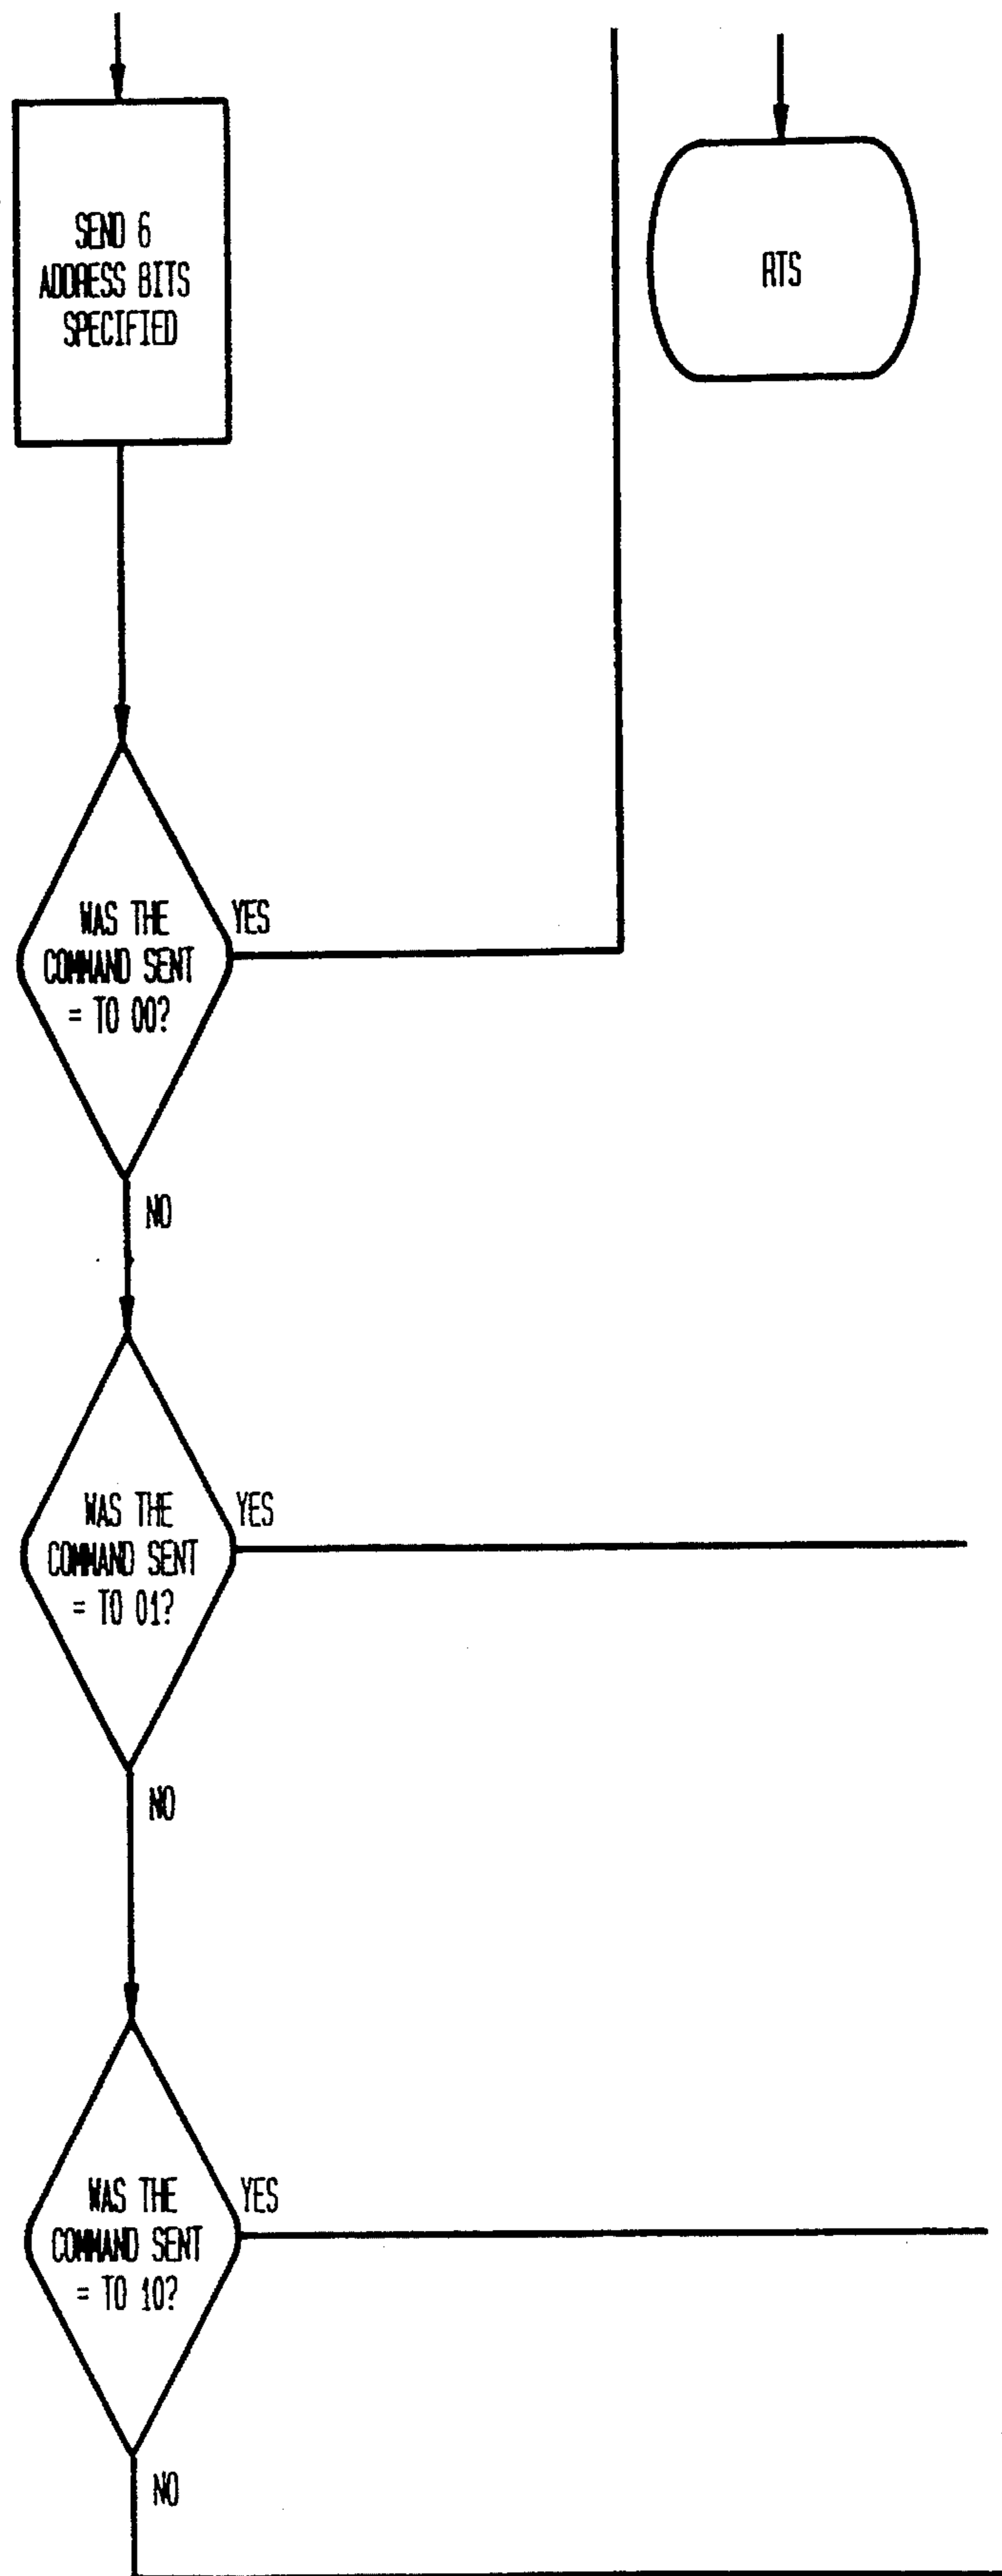 SEND 6
ADDRESS BITS
SPECIFIED
RTS
WAS THE
COMMAND SENT
= TO 00?
YES
NO
WAS THE
COMMAND SENT
= TO 01?
YES
NO
WAS THE
COMMAND SENT
= TO 10?
YES
NO